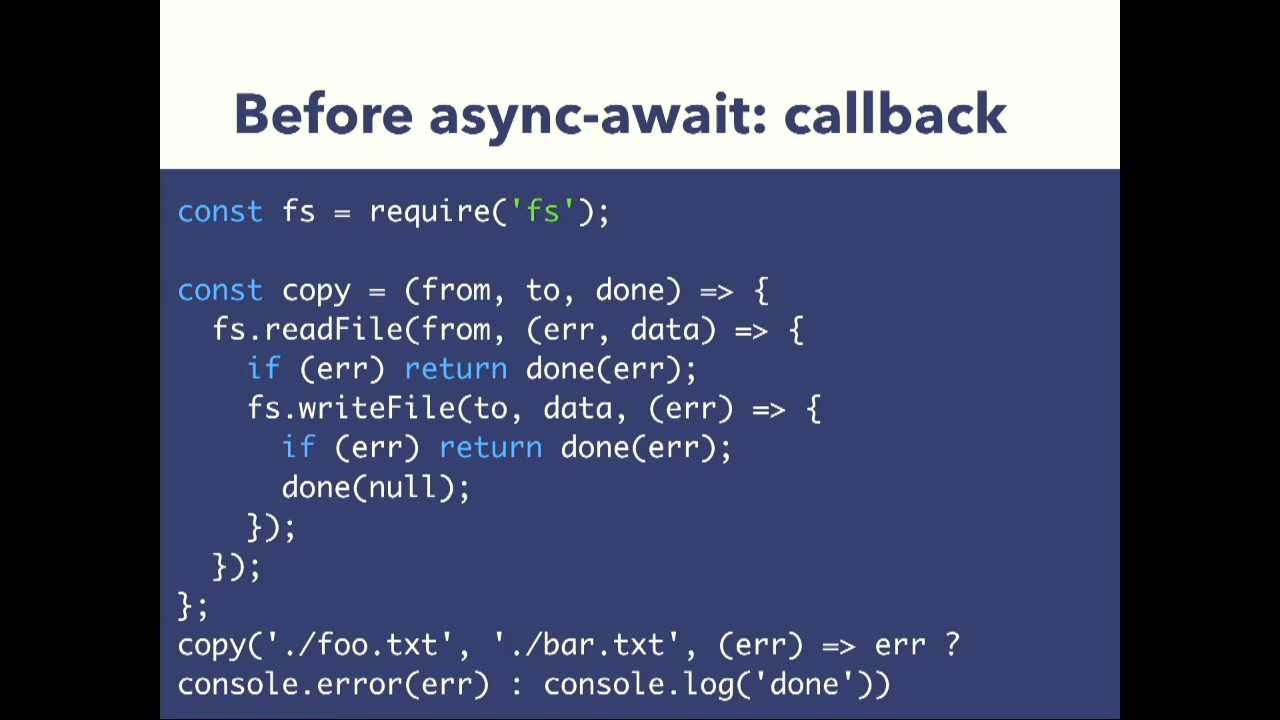 Before async-await: callback
const fs = require('fs');
const copy = (from, to, done) => {
fs.readFile(from, (err, data) => {
if (err) return done(err);
fs.writeFile(to, data, (err) => {
if (err) return done(err);
done(null);
});
});
};
copy('./foo.txt', './bar.txt', (err) => err ?
console.error(err) : console.log('done'))